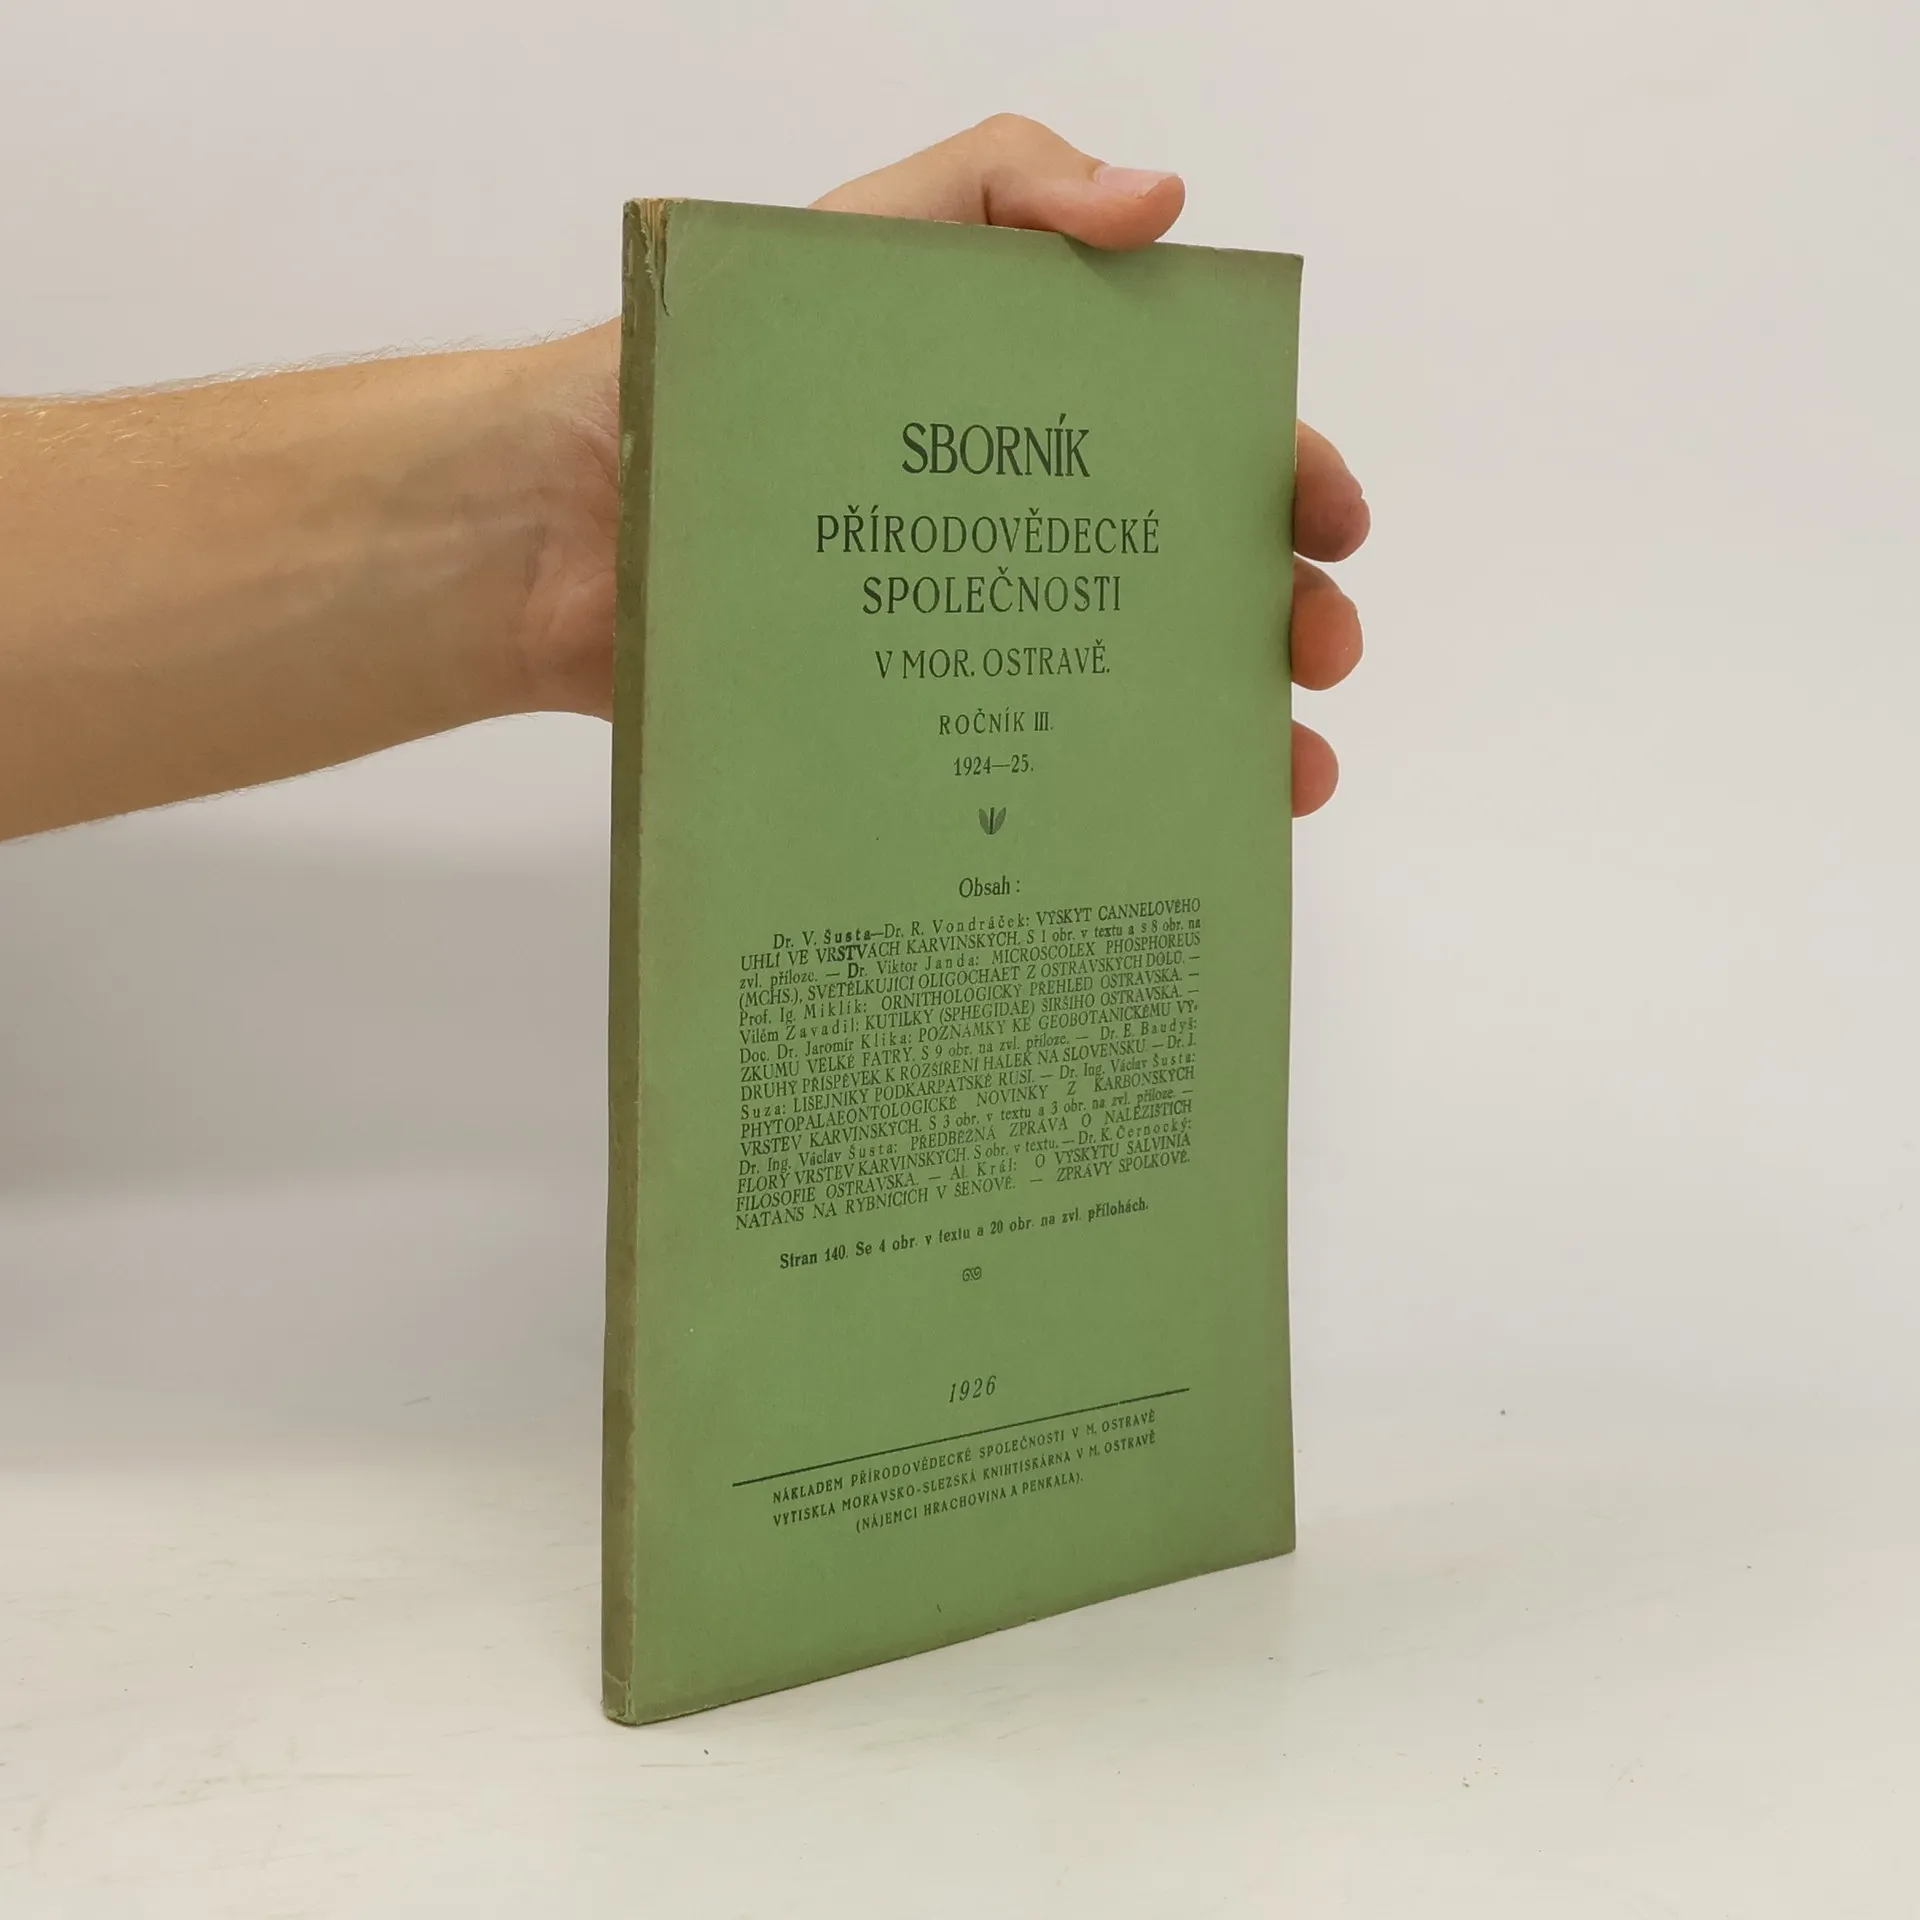 SBORNÍK
PŘÍRODOVĚDECKÉ
SPOLEČNOSTI
V MOR. OSTRAVĚ.
ROČNÍK III.
1924—25.
Obsah :
Dr. V. Šusta—Dr. R. Vondráček: VÝSKYT CANNELOVÉHO
UHLÍ VE VRSTVÁCH KARVINSKÝCH. S 1 obr. v textu a s 8 obr. na
zvl. příloze. — Dr. Viktor Janda: MICROSCOLEX PHOSPHOREUS
(MCHS.), SVĚTÉLKUJÍCÍ OLIGOCHAET Z OSTRAVSKÝCH DOLŮ. —
Prof. Ig. Miklík: ORNITHOLOGICKÝ PŘEHLED OSTRAVSKA. —
Vilém Zavadil: KUTILKY (SPHEGIDAE) ŠIRŠÍHO OSTRAVSKA. —
Doc. Dr. Jaromír Klika: POZNÁMKY KE GEOBOTANICKÉMU VÝ-
ZKUMU VELKÉ FATRY. S 9 obr. na zvl. příloze. — Dr. E. Baudyš:
DRUHÝ PŘÍSPĚVEK K ROZŠÍŘENÍ HÁLEK NA SLOVENSKU. — Dr. J.
Suza: LIŠEJNÍKY PODKARPATSKÉ RUSI. — Dr. Ing. Václav Šusta:
PHYTOPALAEONTOLOGICKÉ NOVINKY Z KARBONSKÝCH
VRSTEV KARVINSKÝCH. S 3 obr. v textu a 3 obr. na zvl. příloze. —
Dr. Ing. Václav Šusta: PŘEDBĚŽNÁ ZPRÁVA O NALEZIŠTÍCH
FLORY VRSTEV KARVINSKÝCH. S obr. v textu. — Dr. K. Černocký:
FILOSOFIE OSTRAVSKA. — Al. Král: O VÝSKYTU SALVINIA
NATANS NA RYBNÍCÍCH V ŠENOVĚ. — ZPRÁVY SPOLKOVÉ.
Stran 140. Se 4 obr. v textu a 20 obr. na zvl. přílohách.
1926
NÁKLADEM PŘÍRODOVĚDECKÉ SPOLEČNOSTI V M. OSTRAVĚ
VYTISKLA MORAVSKO-SLEZSKÁ KNIHTISKÁRNA V M. OSTRAVĚ
(NÁJEMCI HRACHOVINA A PENKALA).